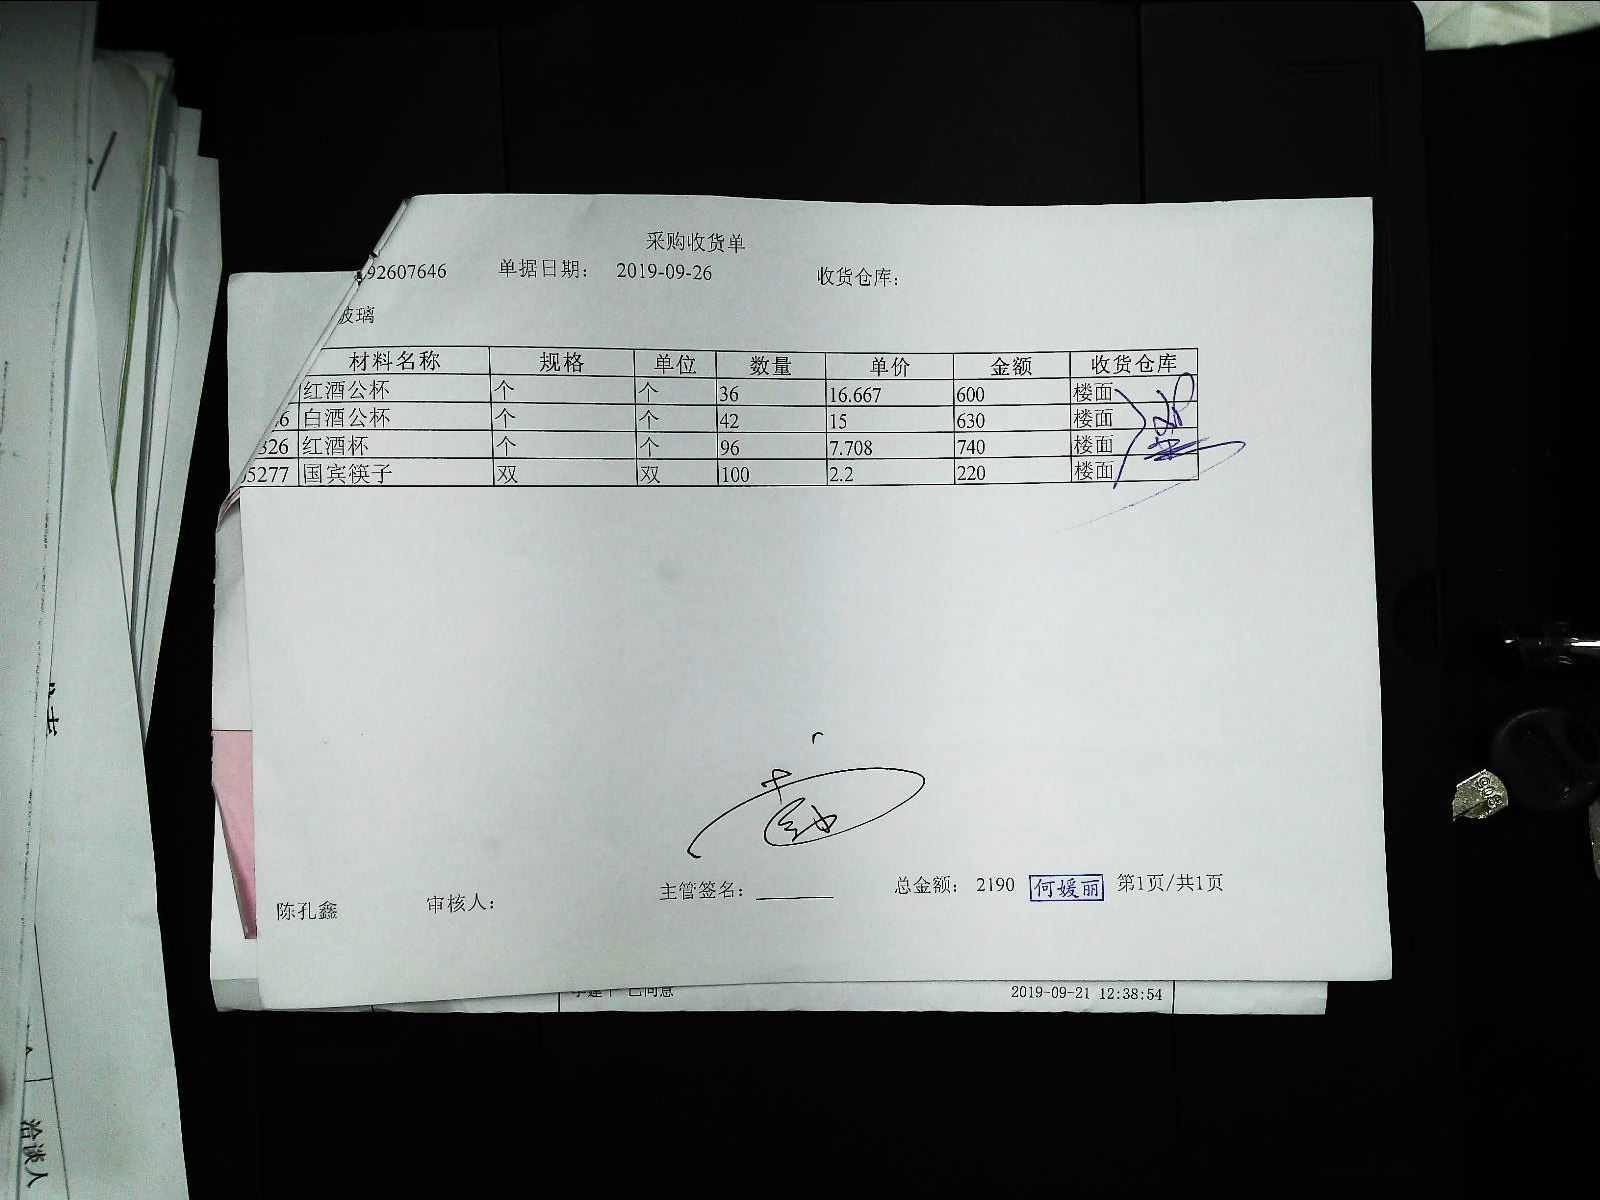 采购收货单
92607646 单据日期： 2019-09-26 收货仓库：
玻璃
材料名称 规格 单位 数量 单价 金额 收货仓库
红酒公杯 个 个 36 16.667 600 楼面
6 白酒公杯 个 个 42 15 630 楼面
326 红酒杯 个 个 96 7.708 740 楼面
5277 国宾筷子 双 双 100 2.2 220 楼面
陈孔鑫 审核人： 主管签名： 总金额： 2190 何媛丽 第1页/共1页
2019-09-21 12:38:54
洽谈人